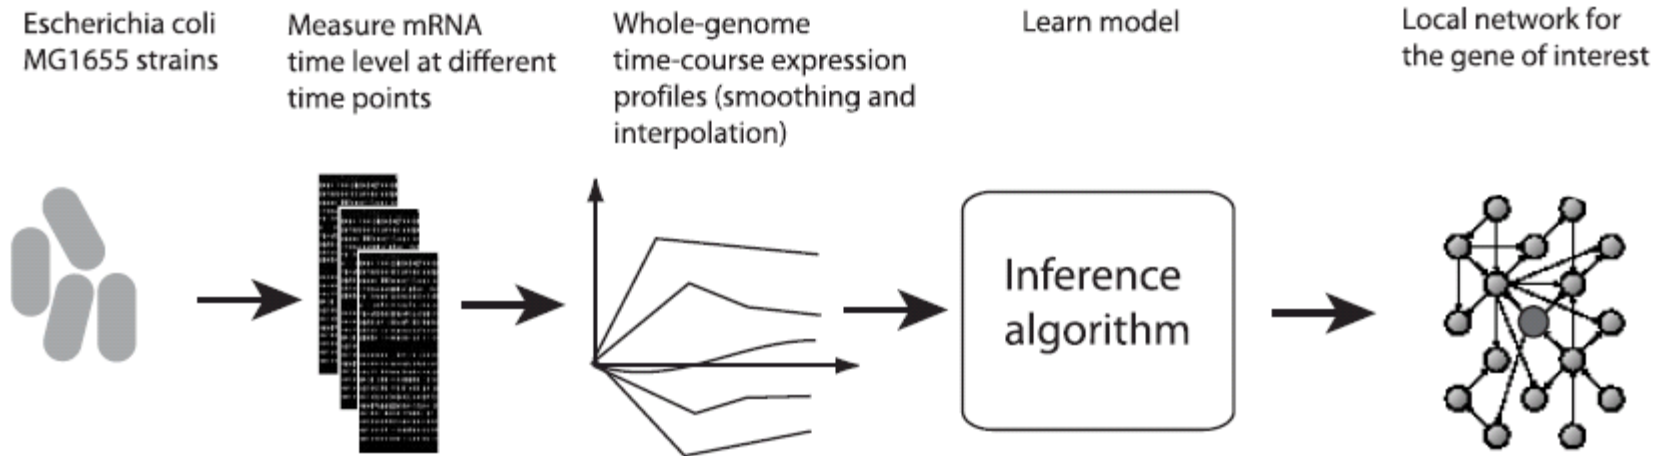 Escherichia coli
MG1655 strains
Measure mRNA
time level at different
time points
Whole-genome
time-course expression
profiles (smoothing and
interpolation)
Learn model
Local network for
the gene of interest
Inference
algorithm